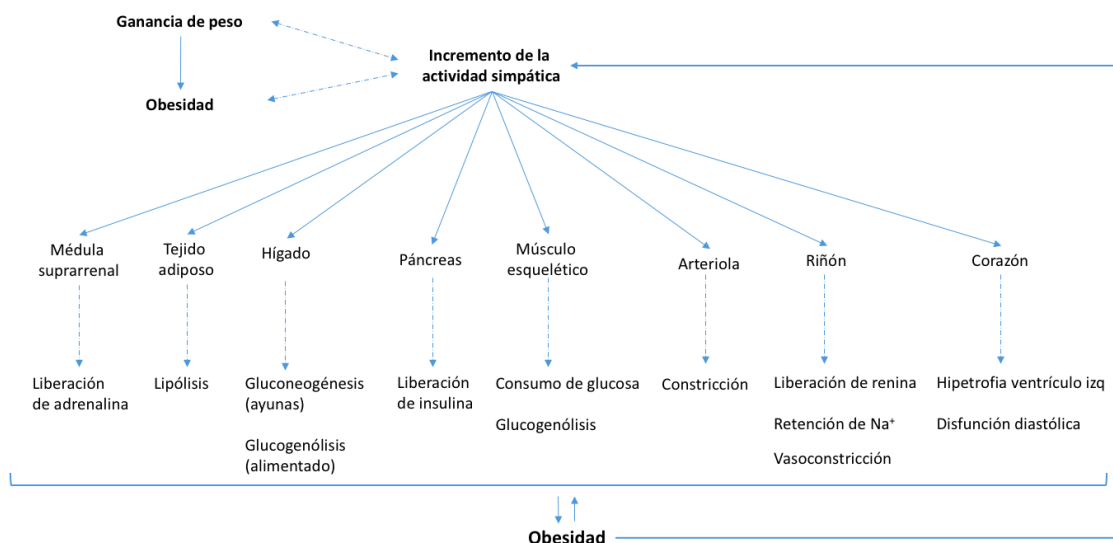 Ganancia de peso
Incremento de la
actividad simpática
Obesidad
Médula
suprarrenal
Tejido
adiposo
Hígado
Páncreas
Músculo
esquelético
Arteriola
Riñón
Corazón
Liberación
de adrenalina
Lipólisis
Gluconeogénesis
(ayunas)
Glucogenólisis
(alimentado)
Liberación
de insulina
Consumo de glucosa
Glucogenólisis
Constricción
Liberación de renina
Retención de Na⁺
Vasoconstricción
Hipetrofia ventrículo izq
Disfunción diastólica
Obesidad